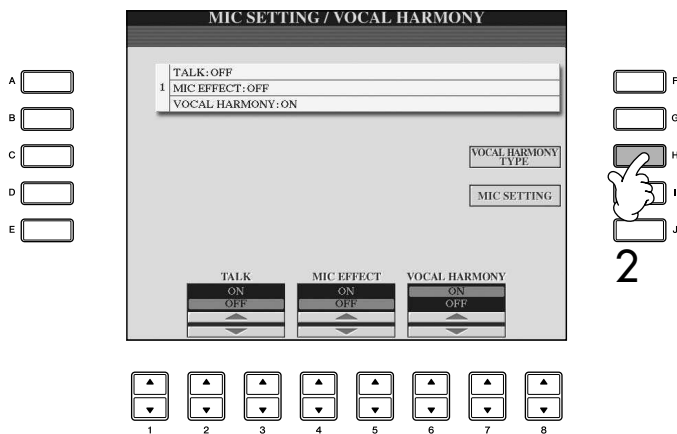 MIC SETTING / VOCAL HARMONY
TALK:OFF
1 MIC EFFECT:OFF
VOCAL HARMONY:ON
A
B
C
D
E
VOCAL HARMONY
TYPE
MIC SETTING
F
G
H
I
J
2
TALK MIC EFFECT VOCAL HARMONY
ON ON ON
OFF OFF OFF
1 2 3 4 5 6 7 8